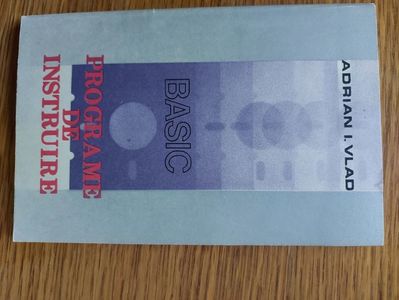 ADRIAN I. VLAD
BASIC
PROGRAME
DE
INSTRUIRE